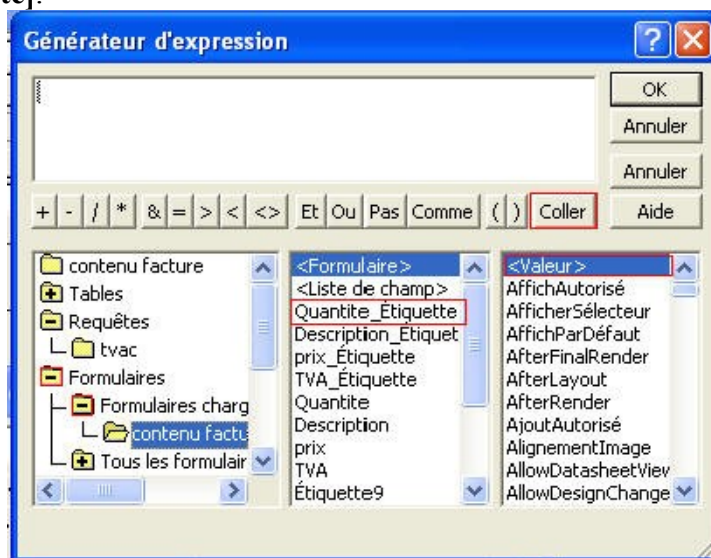 te].
Générateur d'expression
OK
Annuler
Annuler
+ - / * & = > < <> Et Ou Pas Comme ( ) Coller Aide
contenu facture
Tables
Requêtes
tvac
Formulaires
Formulaires charg
contenu factu
Tous les formulair
<Formulaire>
<Liste de champ>
Quantite_Étiquette
Description_Étiquet
prix_Étiquette
TVA_Étiquette
Quantite
Description
prix
TVA
Étiquette9
<Valeur>
AffichAutorisé
AfficherSélecteur
AffichParDéfaut
AfterFinalRender
AfterLayout
AfterRender
AjoutAutorisé
AlignementImage
AllowDatasheetView
AllowDesignChange